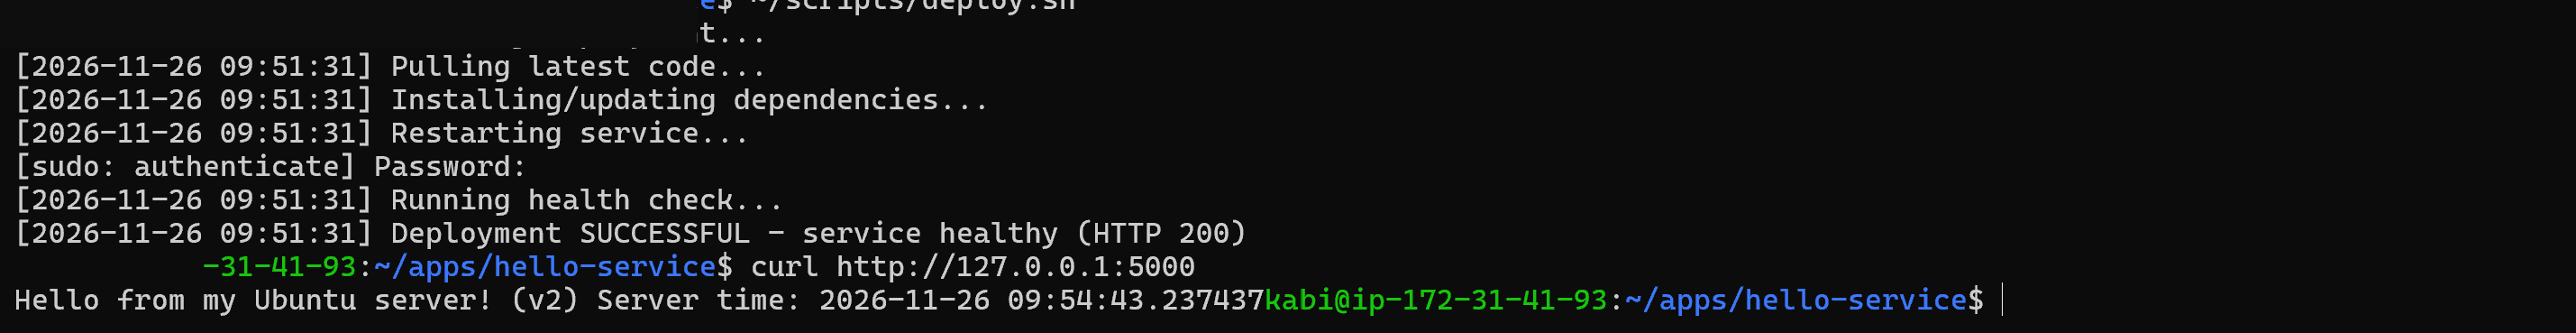 e$ ~/scripts/deploy.sh
t...
[2026-11-26 09:51:31] Pulling latest code...
[2026-11-26 09:51:31] Installing/updating dependencies...
[2026-11-26 09:51:31] Restarting service...
[sudo: authenticate] Password:
[2026-11-26 09:51:31] Running health check...
[2026-11-26 09:51:31] Deployment SUCCESSFUL - service healthy (HTTP 200)
-31-41-93:~/apps/hello-service$ curl http://127.0.0.1:5000
Hello from my Ubuntu server! (v2) Server time: 2026-11-26 09:54:43.237437kabi@ip-172-31-41-93:~/apps/hello-service$